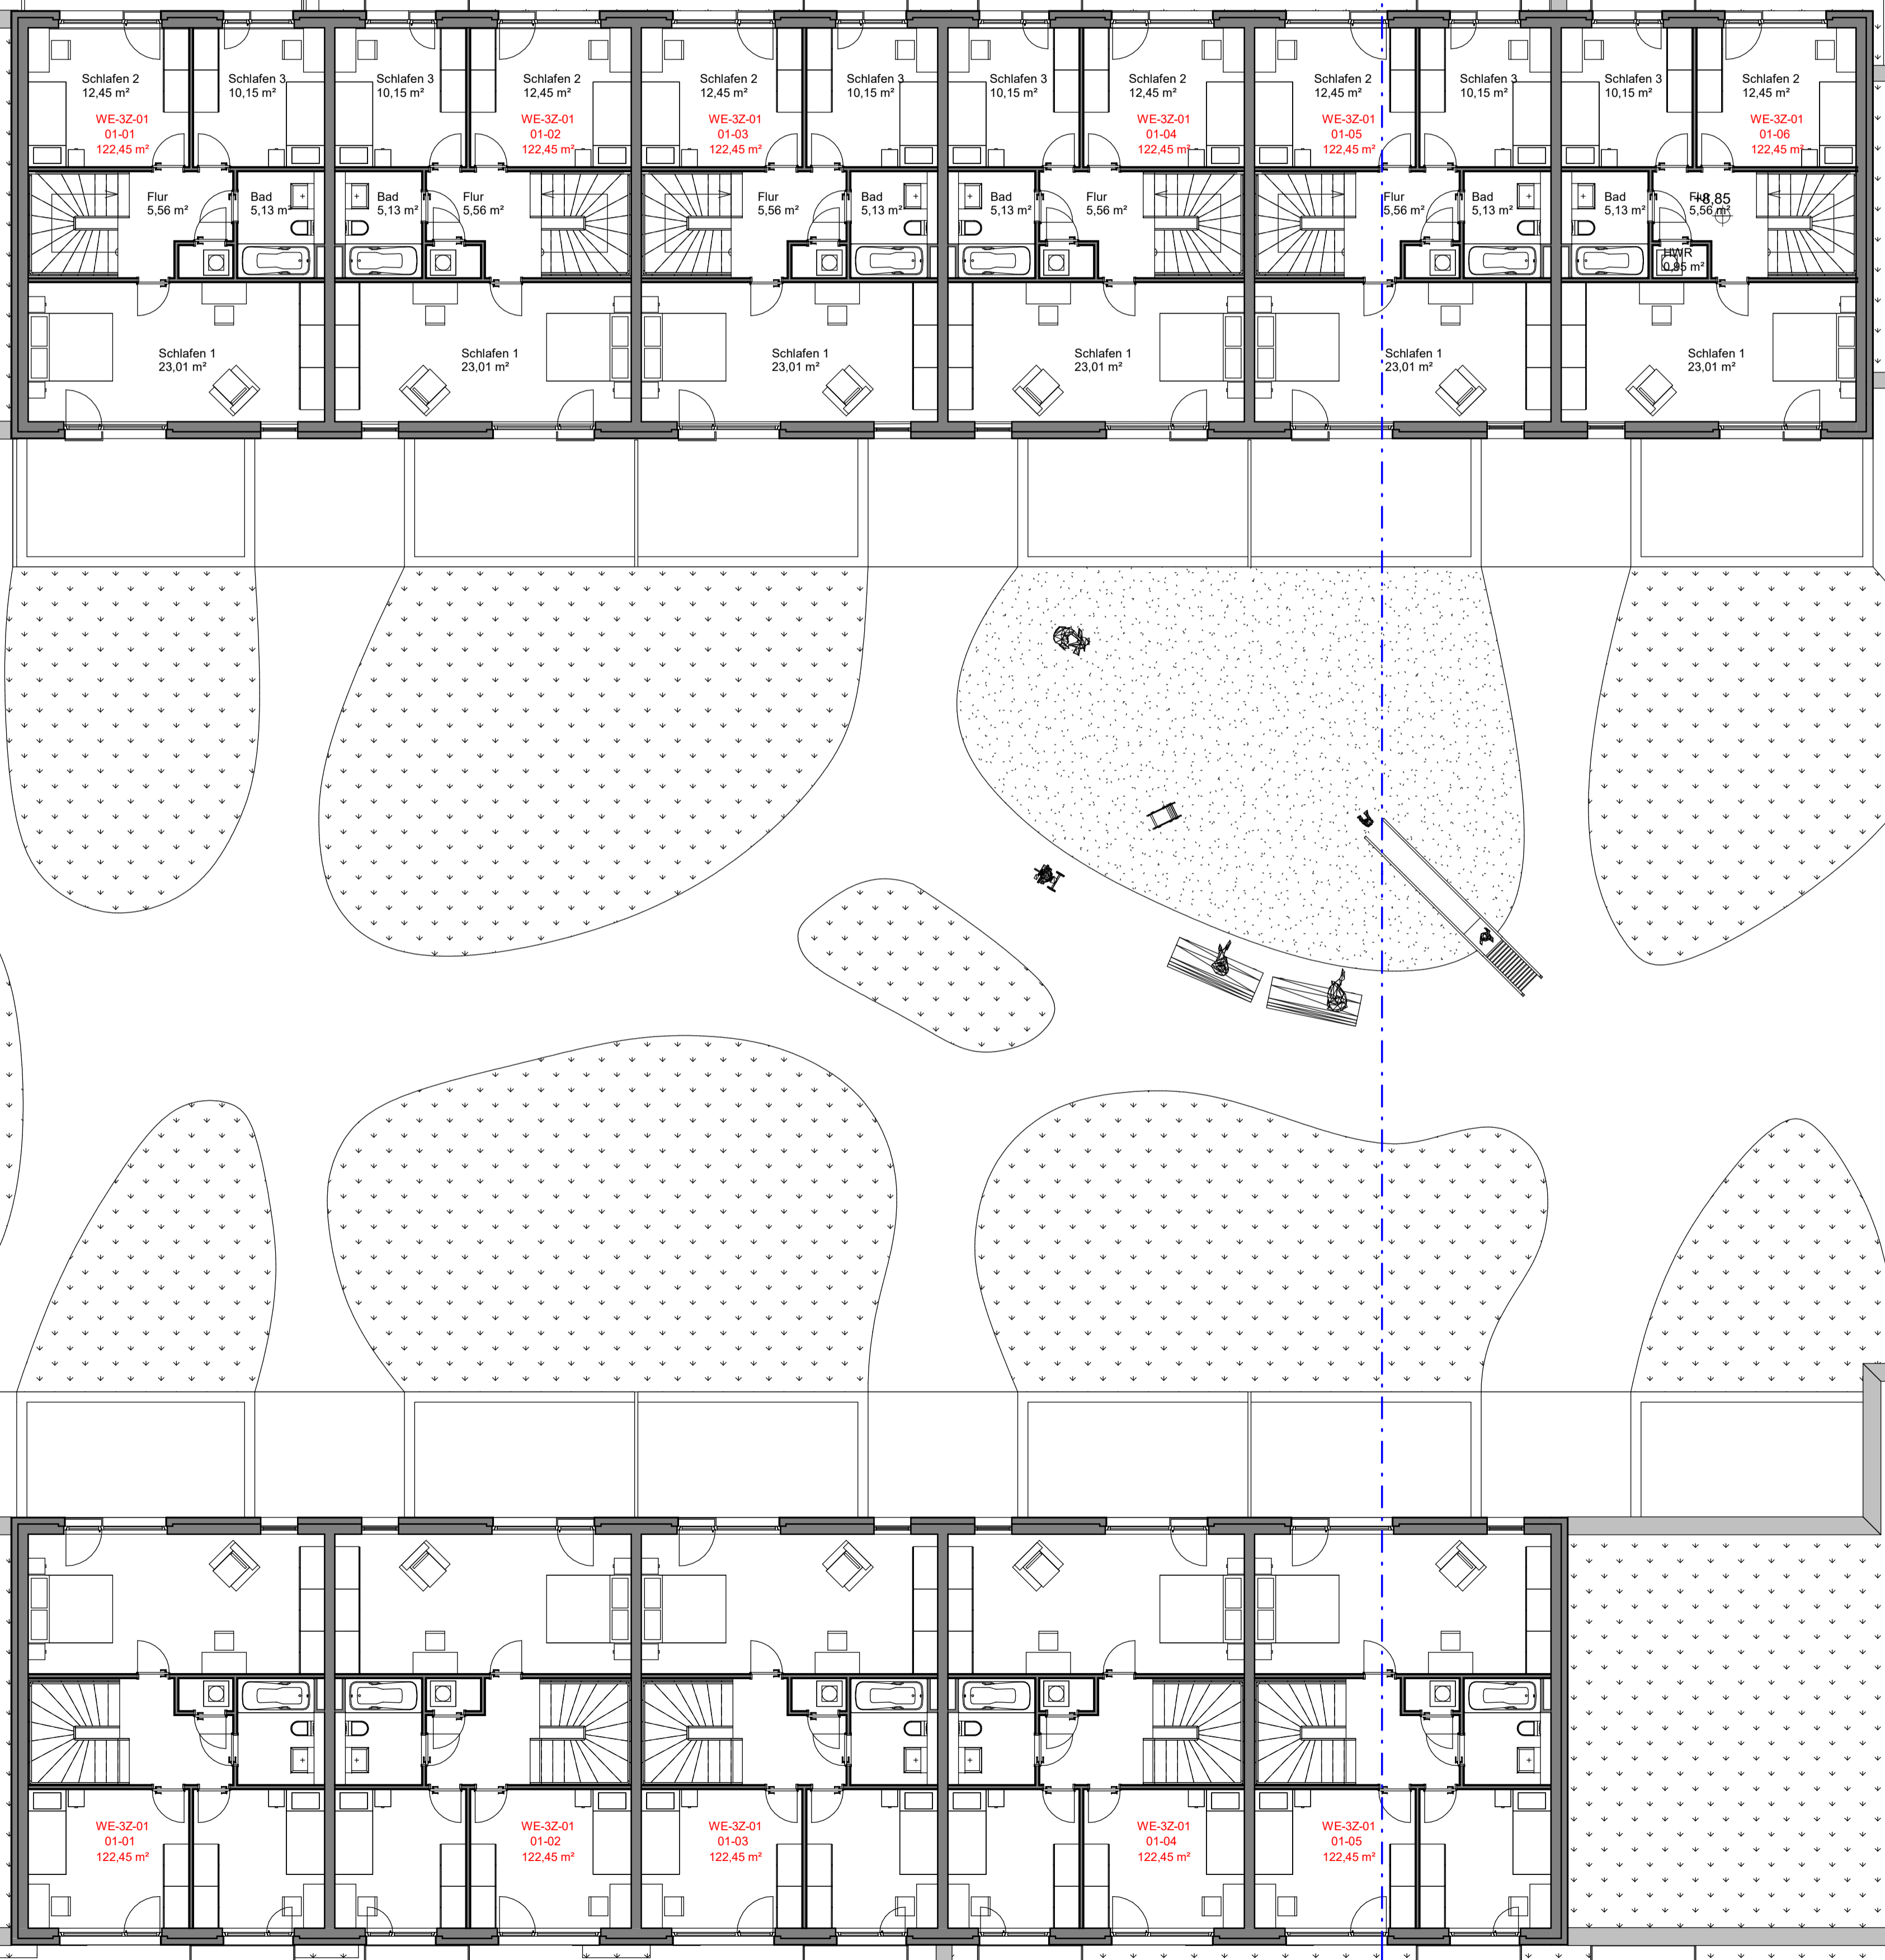 Schlafen 2
12,45 m²
WE-3Z-01
01-01
122,45 m²
Schlafen 3
10,15 m²
Schlafen 3
10,15 m²
Schlafen 2
12,45 m²
WE-3Z-01
01-02
122,45 m²
Schlafen 2
12,45 m²
WE-3Z-01
01-03
122,45 m²
Schlafen 3
10,15 m²
Schlafen 3
10,15 m²
Schlafen 2
12,45 m²
WE-3Z-01
01-04
122,45 m²
Schlafen 2
12,45 m²
WE-3Z-01
01-05
122,45 m²
Schlafen 3
10,15 m²
Schlafen 3
10,15 m²
Schlafen 2
12,45 m²
WE-3Z-01
01-06
122,45 m²
Flur
5,56 m²
Bad
5,13 m²
Bad
5,13 m²
Flur
5,56 m²
Flur
5,56 m²
Bad
5,13 m²
Bad
5,13 m²
Flur
5,56 m²
Flur
5,56 m²
Bad
5,13 m²
Bad
5,13 m²
Flur
5,56 m²
+8,85
HWR
0,95 m²
Schlafen 1
23,01 m²
Schlafen 1
23,01 m²
Schlafen 1
23,01 m²
Schlafen 1
23,01 m²
Schlafen 1
23,01 m²
Schlafen 1
23,01 m²
WE-3Z-01
01-01
122,45 m²
WE-3Z-01
01-02
122,45 m²
WE-3Z-01
01-03
122,45 m²
WE-3Z-01
01-04
122,45 m²
WE-3Z-01
01-05
122,45 m²